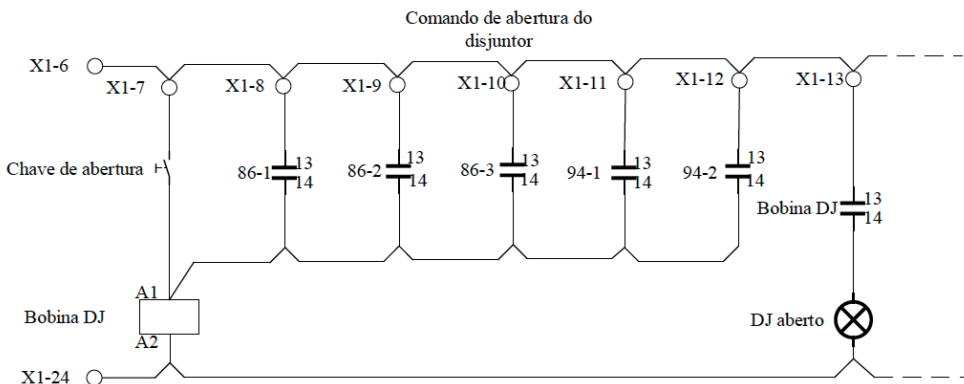 Comando de abertura do
disjuntor
X1-6
X1-7
X1-8
X1-9
X1-10
X1-11
X1-12
X1-13
Chave de abertura
86-1
13
14
86-2
13
14
86-3
13
14
94-1
13
14
94-2
13
14
Bobina DJ
13
14
A1
Bobina DJ
A2
DJ aberto
X1-24